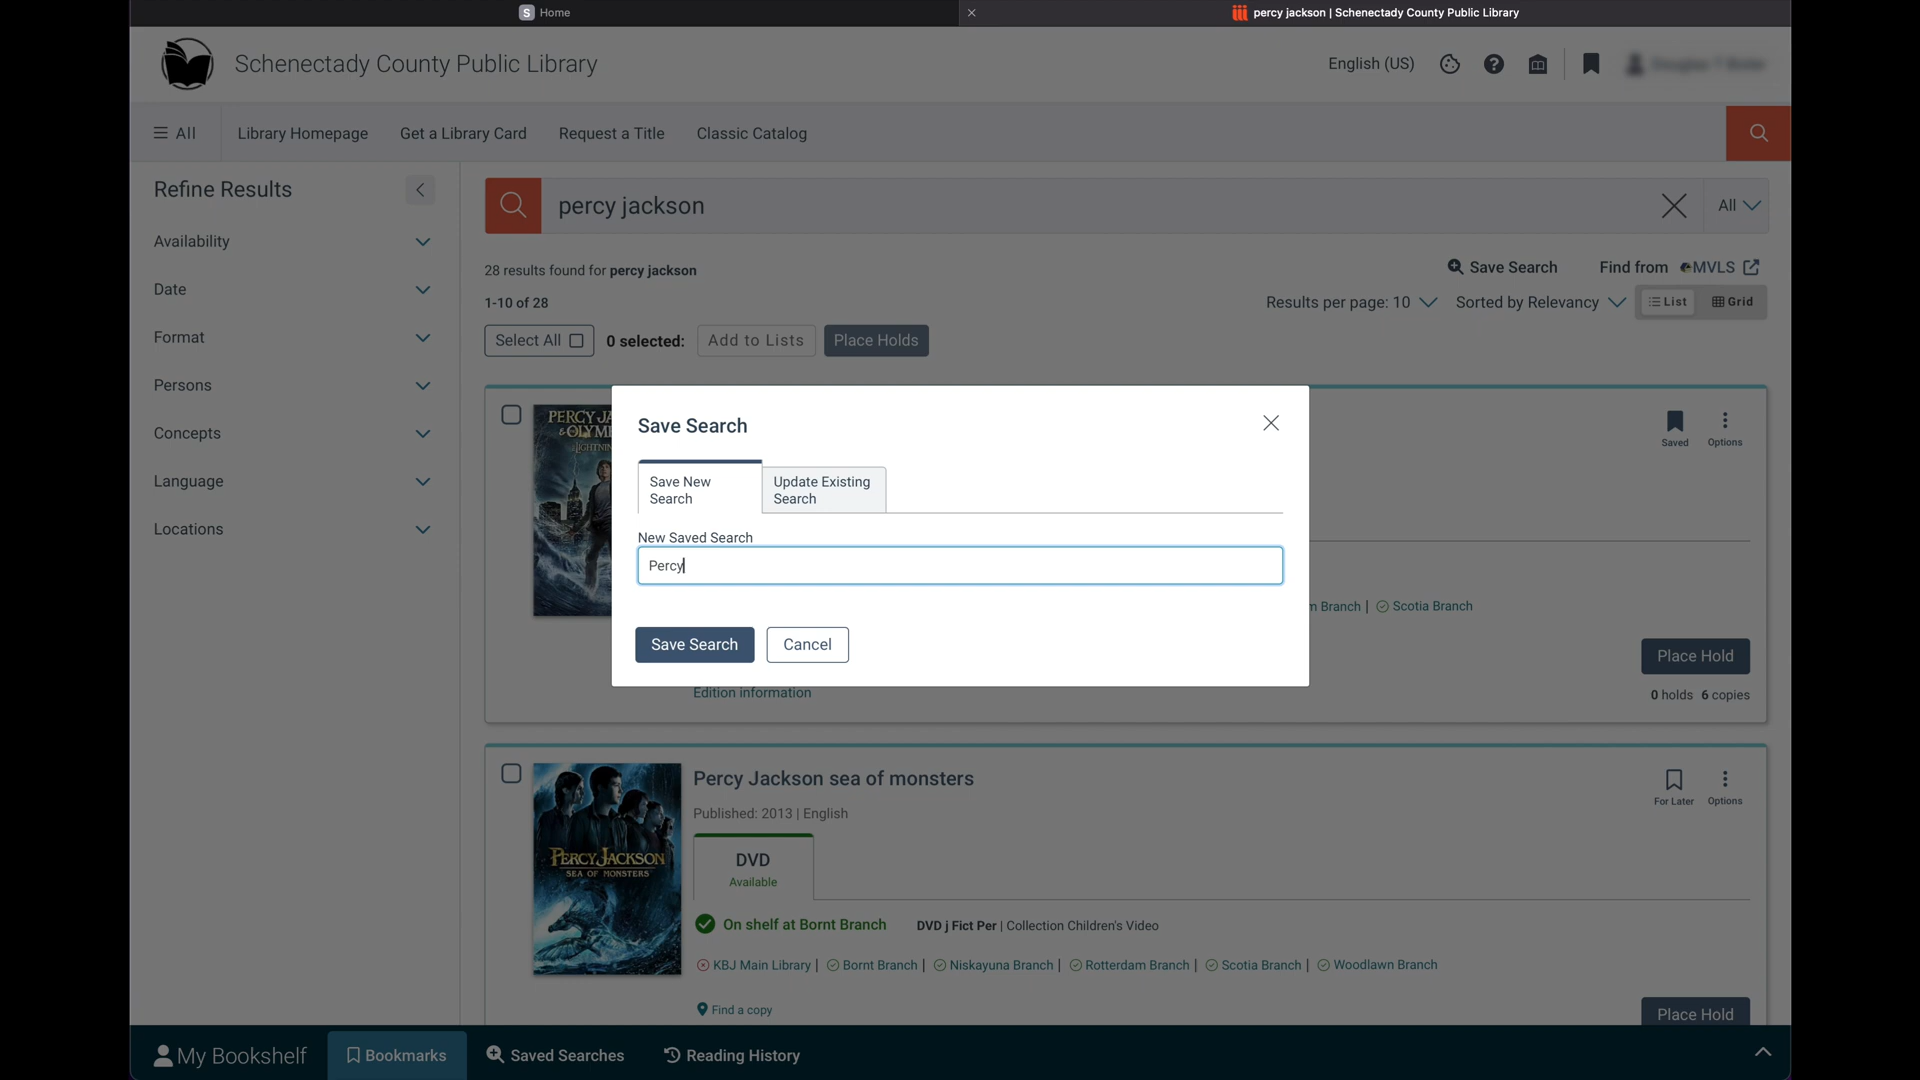 S Home
percy jackson | Schenectady County Public Library
Schenectady County Public Library
English (US)
All
Library Homepage
Get a Library Card
Request a Title
Classic Catalog
Refine Results
Availability
Date
Format
Persons
Concepts
Language
Locations
percy jackson
All
28 results found for percy jackson
Save Search
Find from MVLS
1-10 of 28
Results per page: 10
Sorted by Relevancy
List
Grid
Select All
0 selected:
Add to Lists
Place Holds
PERCY
Saved
Options
Save Search
Save New
Search
Update Existing
Search
New Saved Search
Percy
Save Search
Cancel
Branch | Scotia Branch
Place Hold
0 holds 6 copies
Edition information
PERCY JACKSON
SEA OF MONSTERS
Percy Jackson sea of monsters
Published: 2013 | English
For Later
Options
DVD
Available
On shelf at Bornt Branch
DVD j Fict Per | Collection Children's Video
KBJ Main Library | Bornt Branch | Niskayuna Branch | Rotterdam Branch | Scotia Branch | Woodlawn Branch
Find a copy
Place Hold
My Bookshelf
Bookmarks
Saved Searches
Reading History